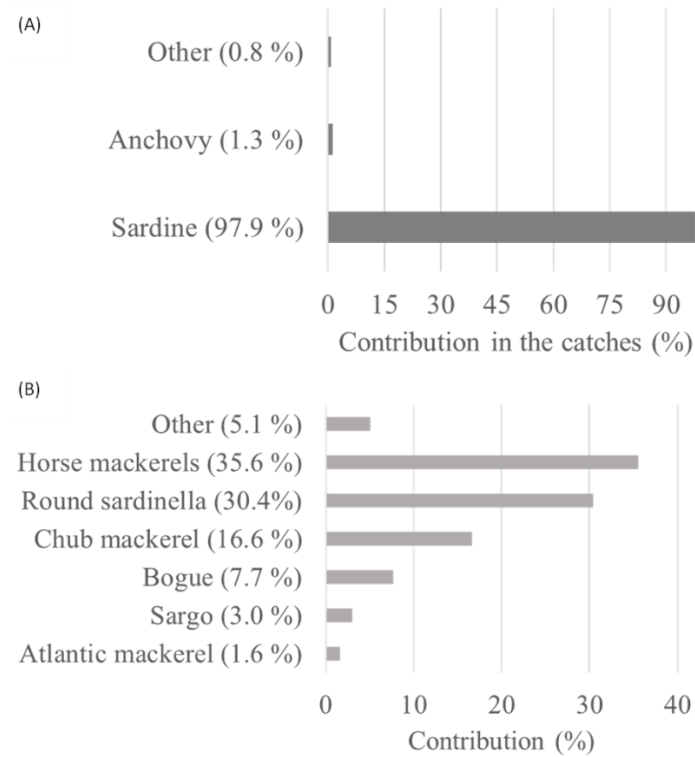 (A)
Other (0.8 %)
Anchovy (1.3 %)
Sardine (97.9 %)
0 15 30 45 60 75 90
Contribution in the catches (%)
(B)
Other (5.1 %)
Horse mackerels (35.6 %)
Round sardinella (30.4%)
Chub mackerel (16.6 %)
Bogue (7.7 %)
Sargo (3.0 %)
Atlantic mackerel (1.6 %)
0 10 20 30 40
Contribution (%)